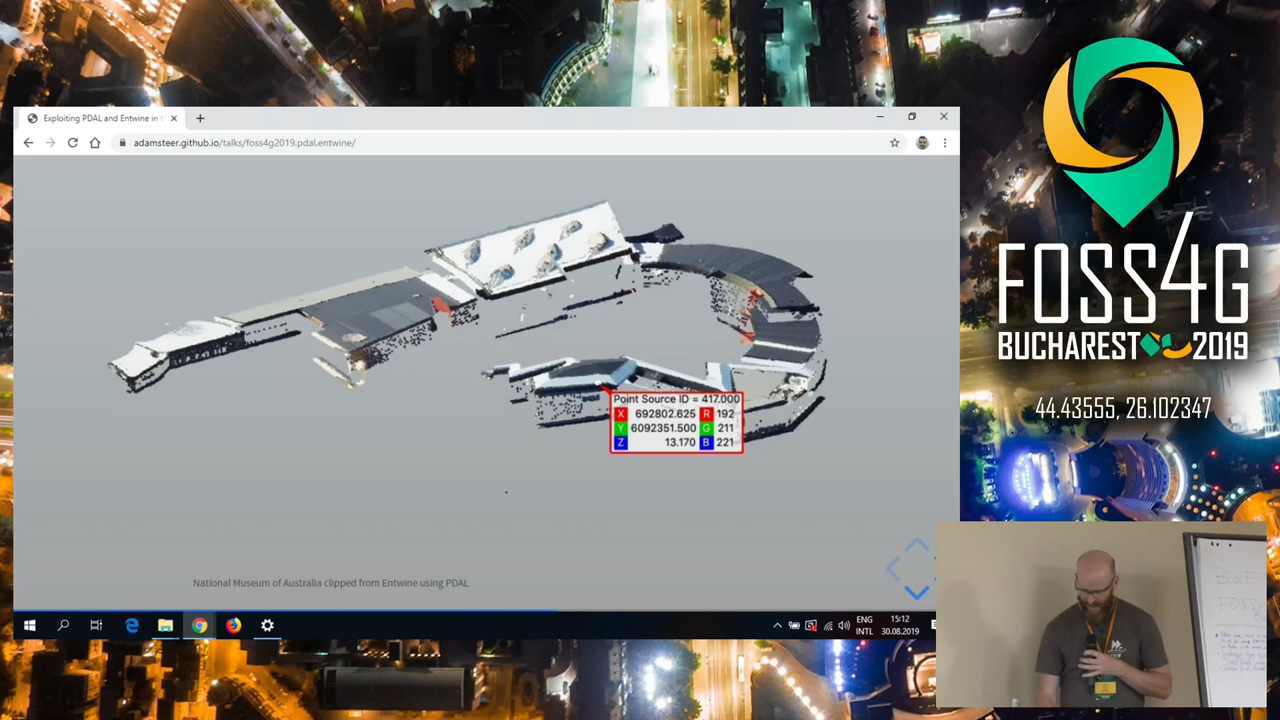 Exploiting PDAL and Entwine in t
adamsteer.github.io/talks/foss4g2019.pdal.entwine/
Point Source ID = 417.000
X 692802.625 R 192
Y 6092351.500 G 211
Z 13.170 B 221
National Museum of Australia clipped from Entwine using PDAL
ENG
INTL
15:12
30.08.2019
FOSS4G
BUCHAREST 2019
44.43555, 26.102347
BoF